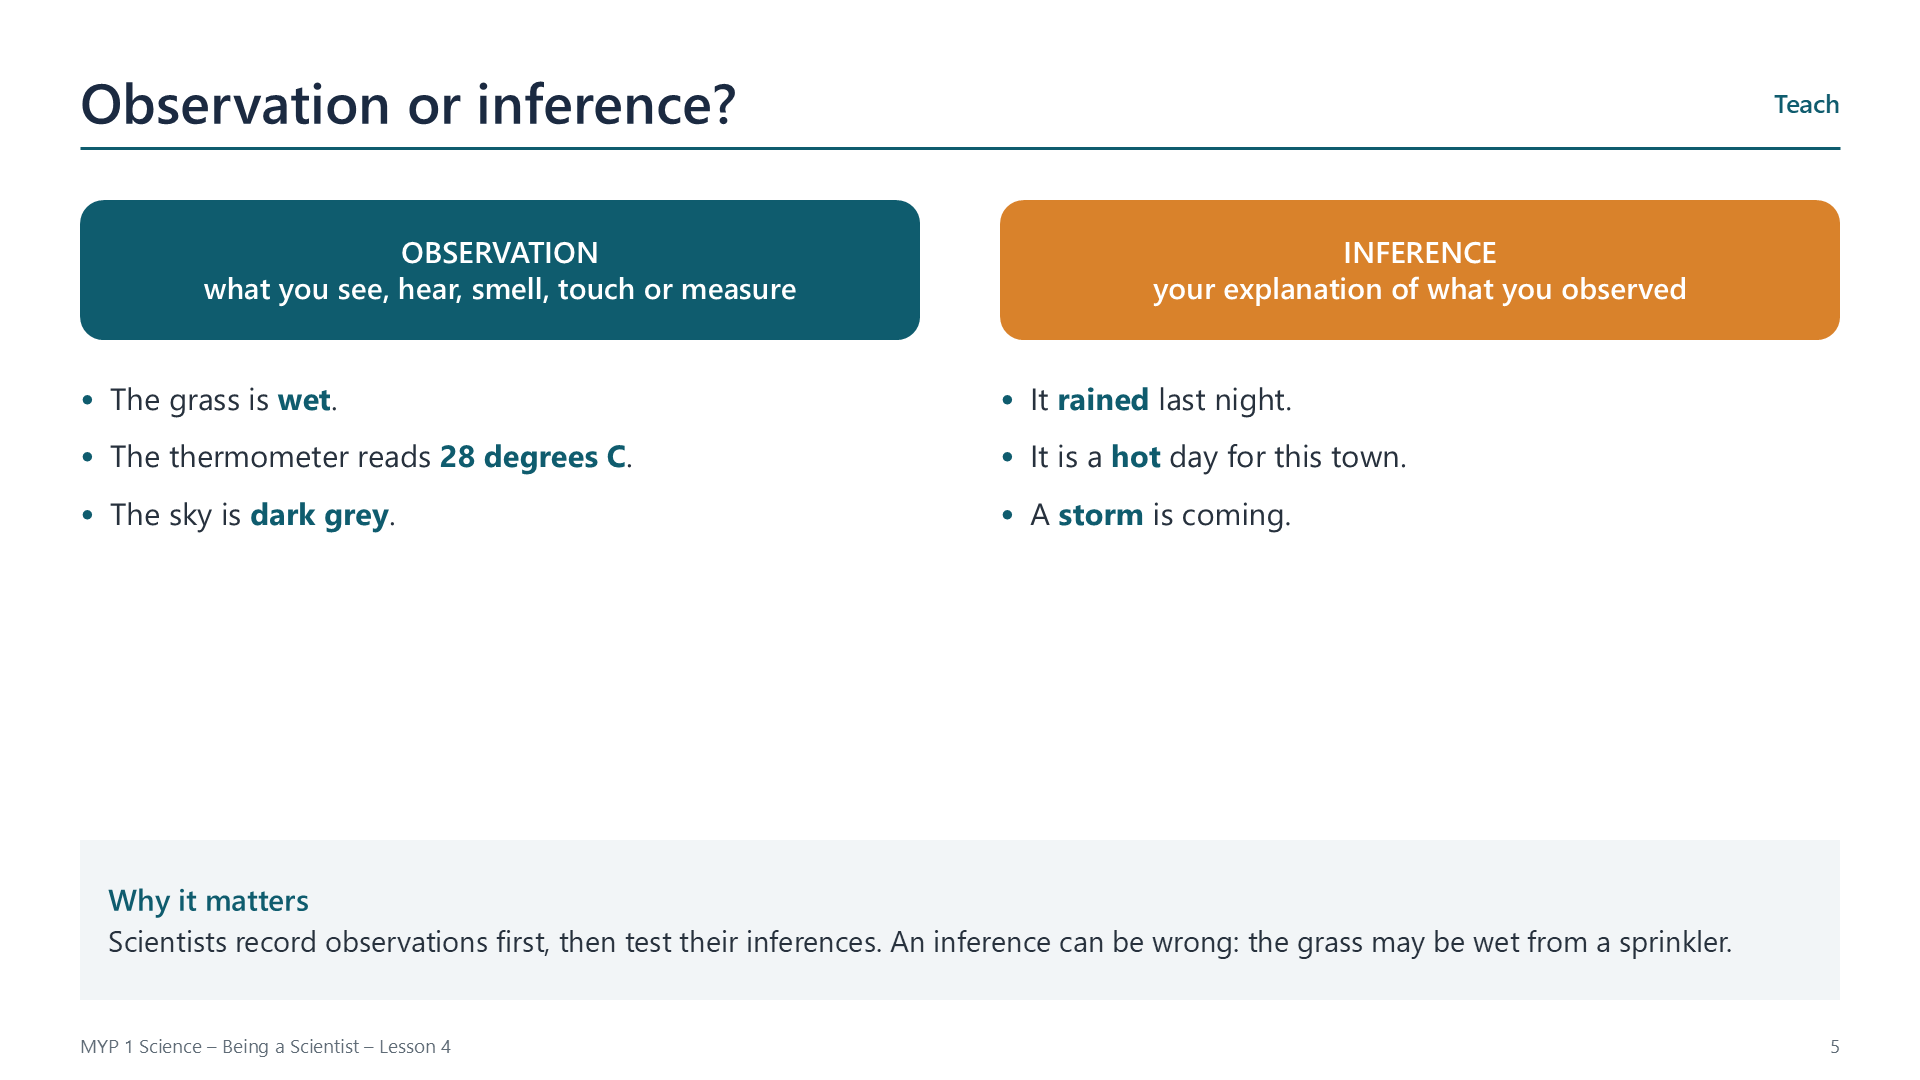 Observation or inference?
Teach
OBSERVATION
what you see, hear, smell, touch or measure
• The grass is wet.
• The thermometer reads 28 degrees C.
• The sky is dark grey.
INFERENCE
your explanation of what you observed
• It rained last night.
• It is a hot day for this town.
• A storm is coming.
Why it matters
Scientists record observations first, then test their inferences. An inference can be wrong: the grass may be wet from a sprinkler.
MYP 1 Science – Being a Scientist – Lesson 4
5